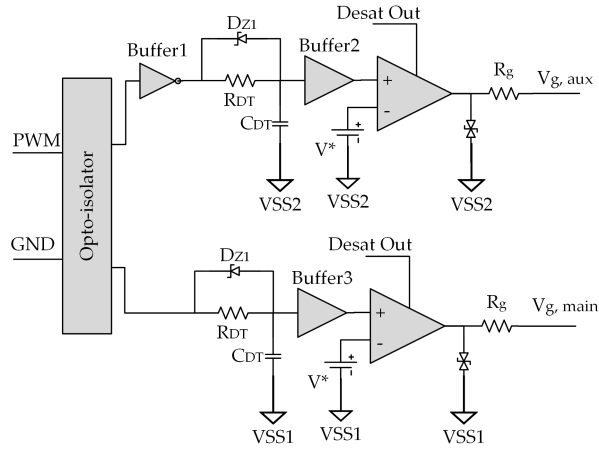 Desat Out
DZ1
Buffer1
Buffer2
Rg
Vg, aux
RDT
+
-
CDT
PWM
V*
+
-
VSS2
VSS2
VSS2
Opto-isolator
GND
Desat Out
DZ1
Buffer3
Rg
Vg, main
RDT
+
-
CDT
V*
+
-
VSS1
VSS1
VSS1